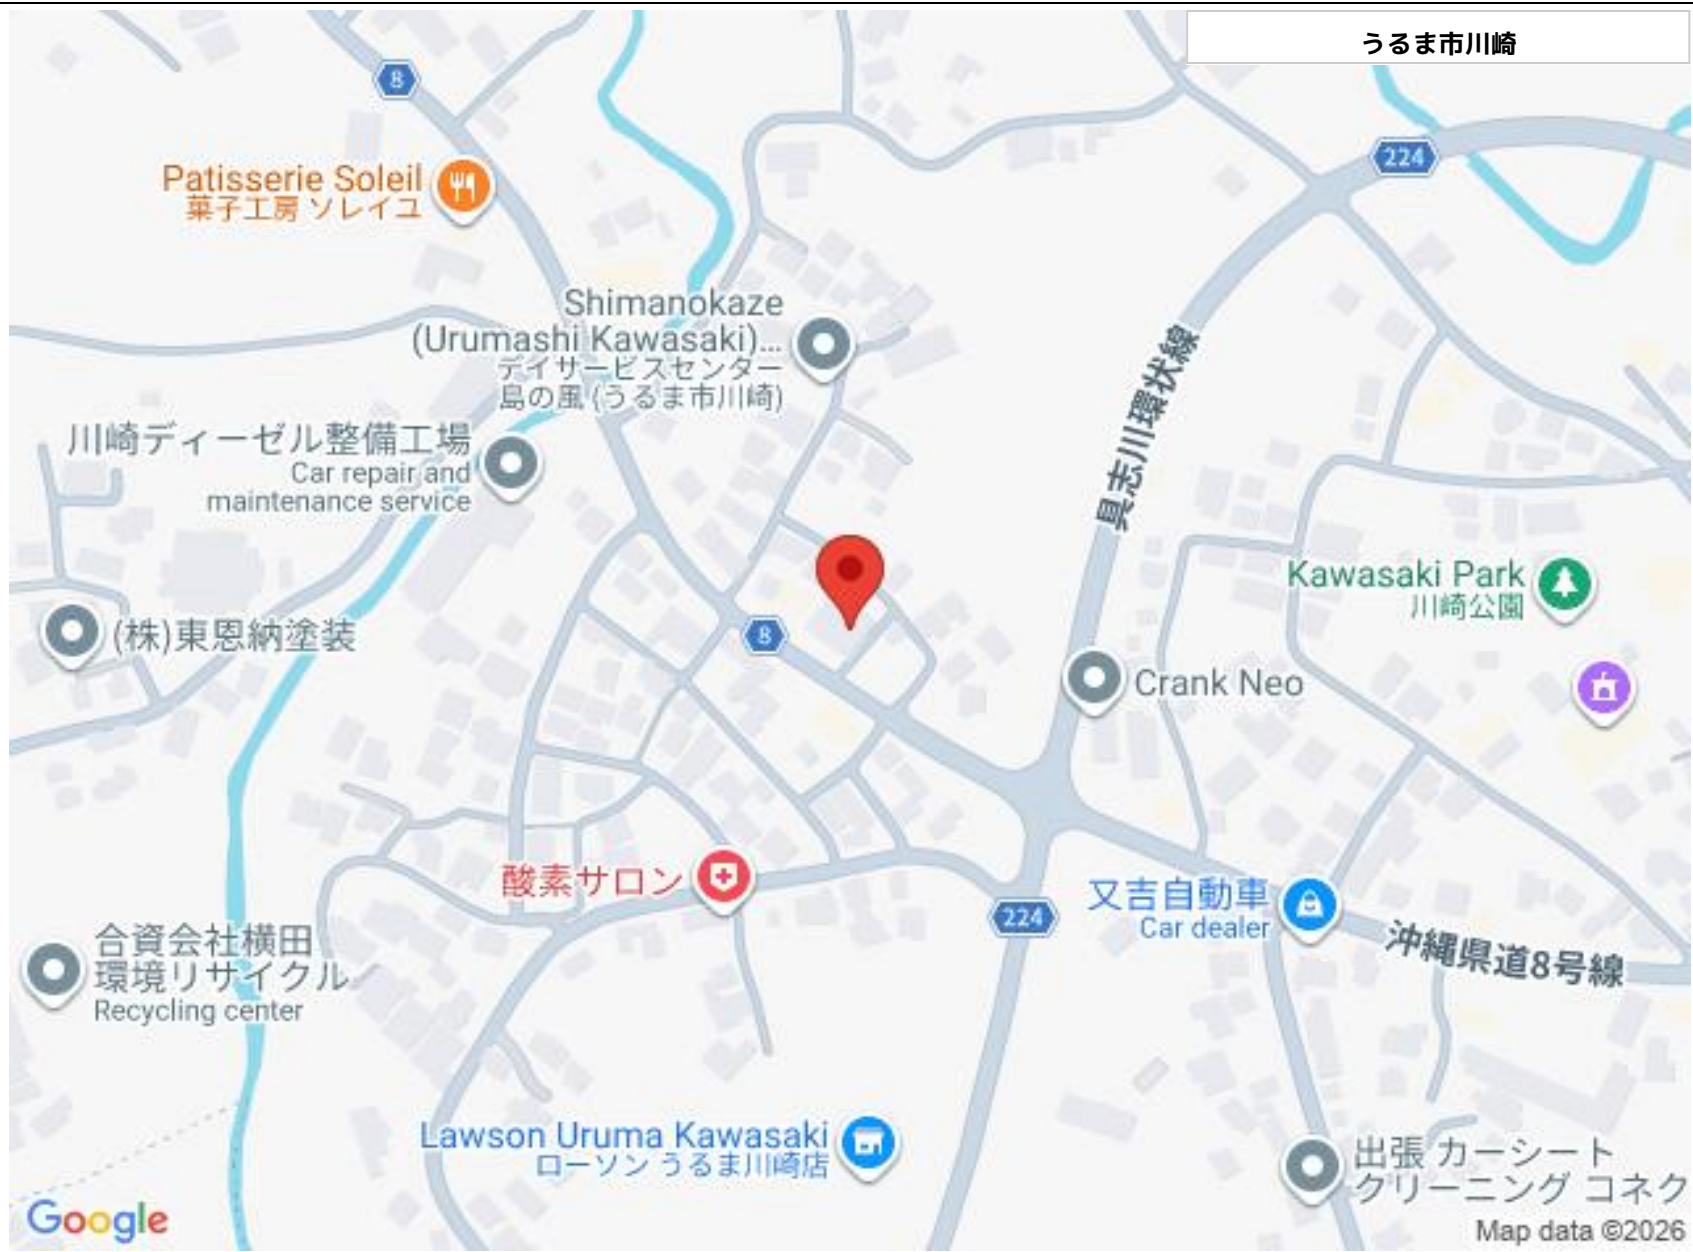 うるま市川崎
8
224
Patisserie Soleil
菓子工房 ソレイユ
Shimanokaze
(Urumashi Kawasaki)...
デイサービスセンター
島の風 (うるま市川崎)
具志川環状線
川崎ディーゼル整備工場
Car repair and
maintenance service
Kawasaki Park
川崎公園
(株)東恩納塗装
8
Crank Neo
酸素サロン
又吉自動車
Car dealer
224
沖縄県道8号線
合資会社横田
環境リサイクル
Recycling center
Lawson Uruma Kawasaki
ローソン うるま川崎店
出張 カーシート
クリーニング コネク
Google
Map data ©2026